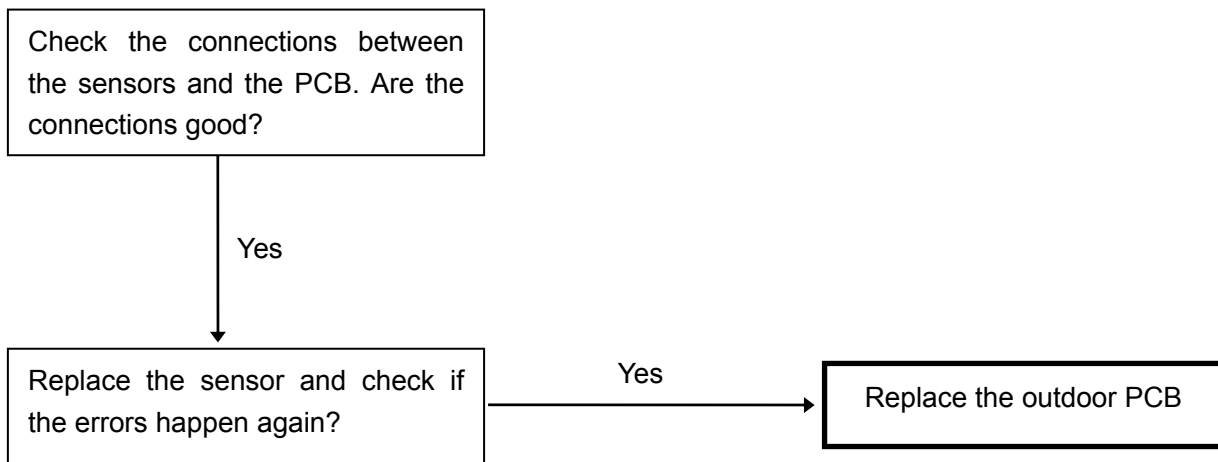 Check the connections between
the sensors and the PCB. Are the
connections good?
Yes
Replace the sensor and check if
the errors happen again?
Yes
Replace the outdoor PCB